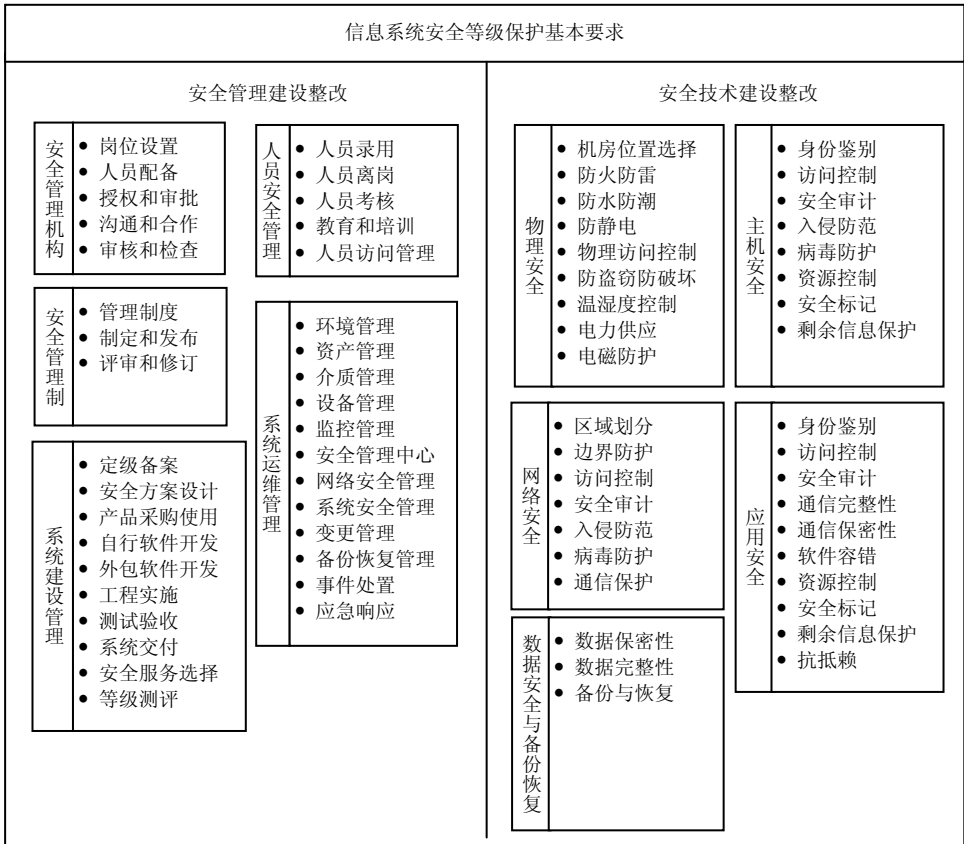 信息系统安全等级保护基本要求
安全管理建设整改
安全管理机构
• 岗位设置
• 人员配备
• 授权和审批
• 沟通和合作
• 审核和检查
人员安全管理
• 人员录用
• 人员离岗
• 人员考核
• 教育和培训
• 人员访问管理
安全管理制
• 管理制度
• 制定和发布
• 评审和修订
系统建设管理
• 定级备案
• 安全方案设计
• 产品采购使用
• 自行软件开发
• 外包软件开发
• 工程实施
• 测试验收
• 系统交付
• 安全服务选择
• 等级测评
系统运维管理
• 环境管理
• 资产管理
• 介质管理
• 设备管理
• 监控管理
• 安全管理中心
• 网络安全管理
• 系统安全管理
• 变更管理
• 备份恢复管理
• 事件处置
• 应急响应
安全技术建设整改
物理安全
• 机房位置选择
• 防火防雷
• 防水防潮
• 防静电
• 物理访问控制
• 防盗窃防破坏
• 温湿度控制
• 电力供应
• 电磁防护
主机安全
• 身份鉴别
• 访问控制
• 安全审计
• 入侵防范
• 病毒防护
• 资源控制
• 安全标记
• 剩余信息保护
网络安全
• 区域划分
• 边界防护
• 访问控制
• 安全审计
• 入侵防范
• 病毒防护
• 通信保护
应用安全
• 身份鉴别
• 访问控制
• 安全审计
• 通信完整性
• 通信保密性
• 软件容错
• 资源控制
• 安全标记
• 剩余信息保护
• 抗抵赖
数据安全与备份恢复
• 数据保密性
• 数据完整性
• 备份与恢复